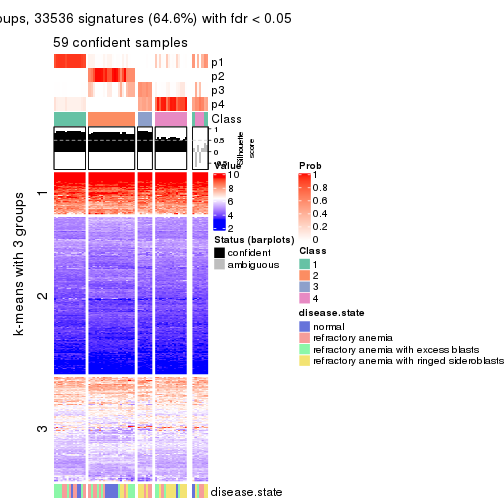 oups, 33536 signatures (64.6%) with fdr < 0.05
59 confident samples
p1
p2
p3
p4
Class
1
0.5
0
Silhouette
score
Value
10
8
6
4
2
Status (barplots)
confident
ambiguous
Prob
1
0.8
0.6
0.4
0.2
0
Class
1
2
3
4
disease.state
normal
refractory anemia
refractory anemia with excess blasts
refractory anemia with ringed sideroblasts
k-means with 3 groups
1
2
3
disease.state